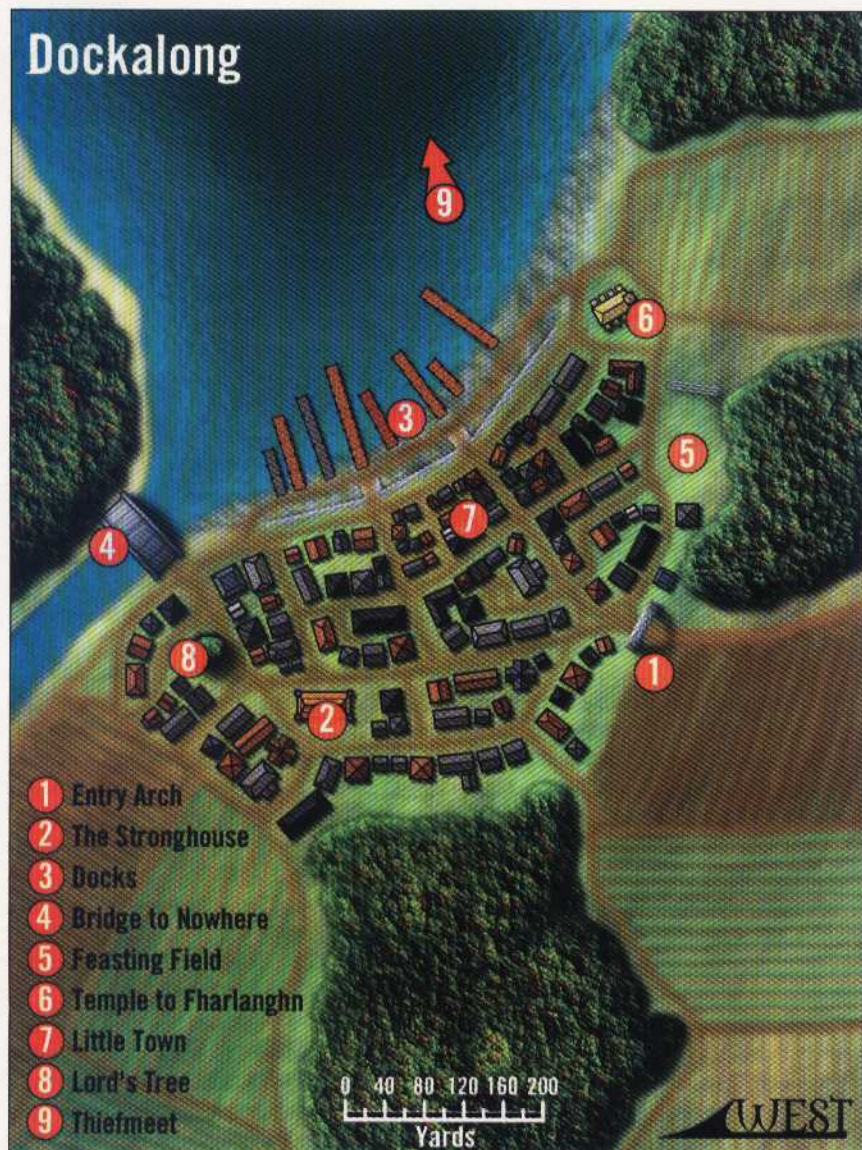 Dockalong
9
6
3
5
7
4
8
1
2
1 Entry Arch
2 The Stronghouse
3 Docks
4 Bridge to Nowhere
5 Feasting Field
6 Temple to Fharlanghn
7 Little Town
8 Lord's Tree
9 Thiefmeet
0 40 80 120 160 200
Yards
WEST